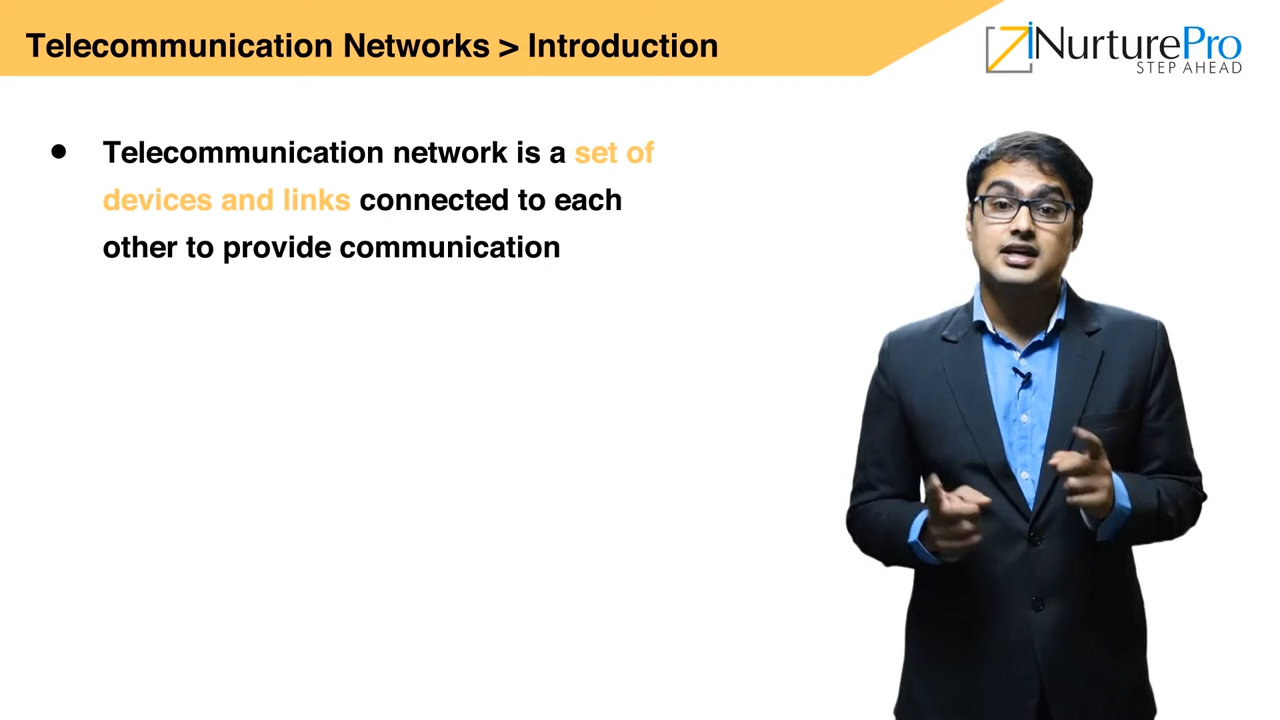 Telecommunication Networks > Introduction
iNurturePro
STEP AHEAD
● Telecommunication network is a set of
devices and links connected to each
other to provide communication